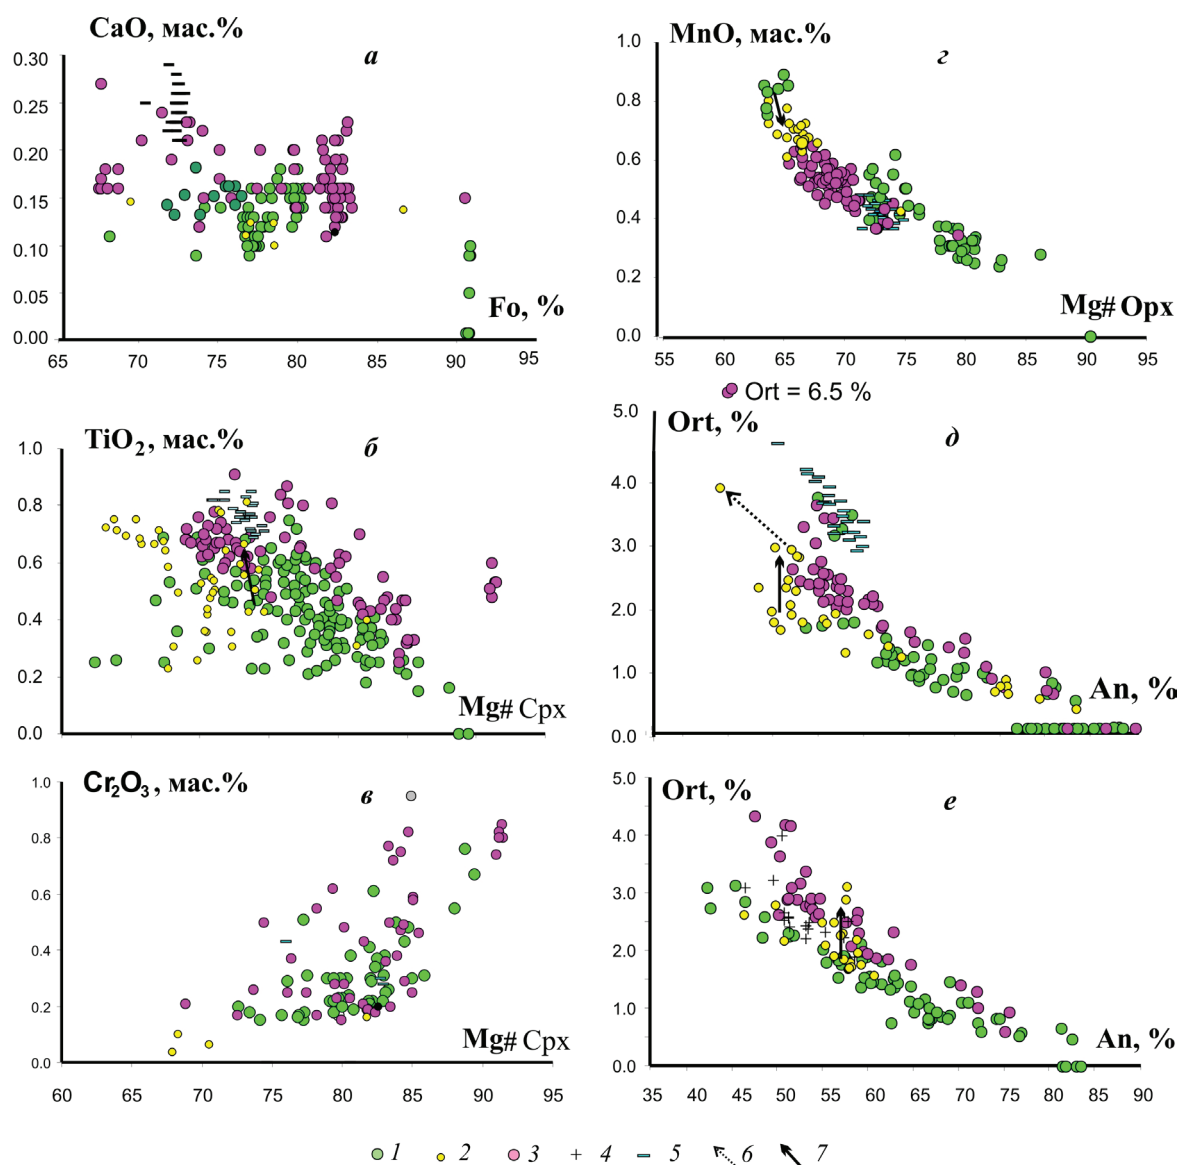 CaO, мас.%
а
0.30
0.25
0.20
0.15
0.10
0.05
0.00
Fo, %
65 70 75 80 85 90 95
MnO, мас.%
г
1.0
0.8
0.6
0.4
0.2
0.0
Mg# Opx
55 60 65 70 75 80 85 90 95
TiO2, мас.%
б
1.0
0.8
0.6
0.4
0.2
0.0
Mg# Cpx
Ort = 6.5 %
Ort, %
д
5.0
4.0
3.0
2.0
1.0
0.0
An, %
Cr2O3, мас.%
в
1.0
0.8
0.6
0.4
0.2
0.0
Mg# Cpx
60 65 70 75 80 85 90 95
Ort, %
е
5.0
4.0
3.0
2.0
1.0
0.0
An, %
35 45 50 55 60 65 70 75 80 85 90
1 2 3 + 4 5 6 7